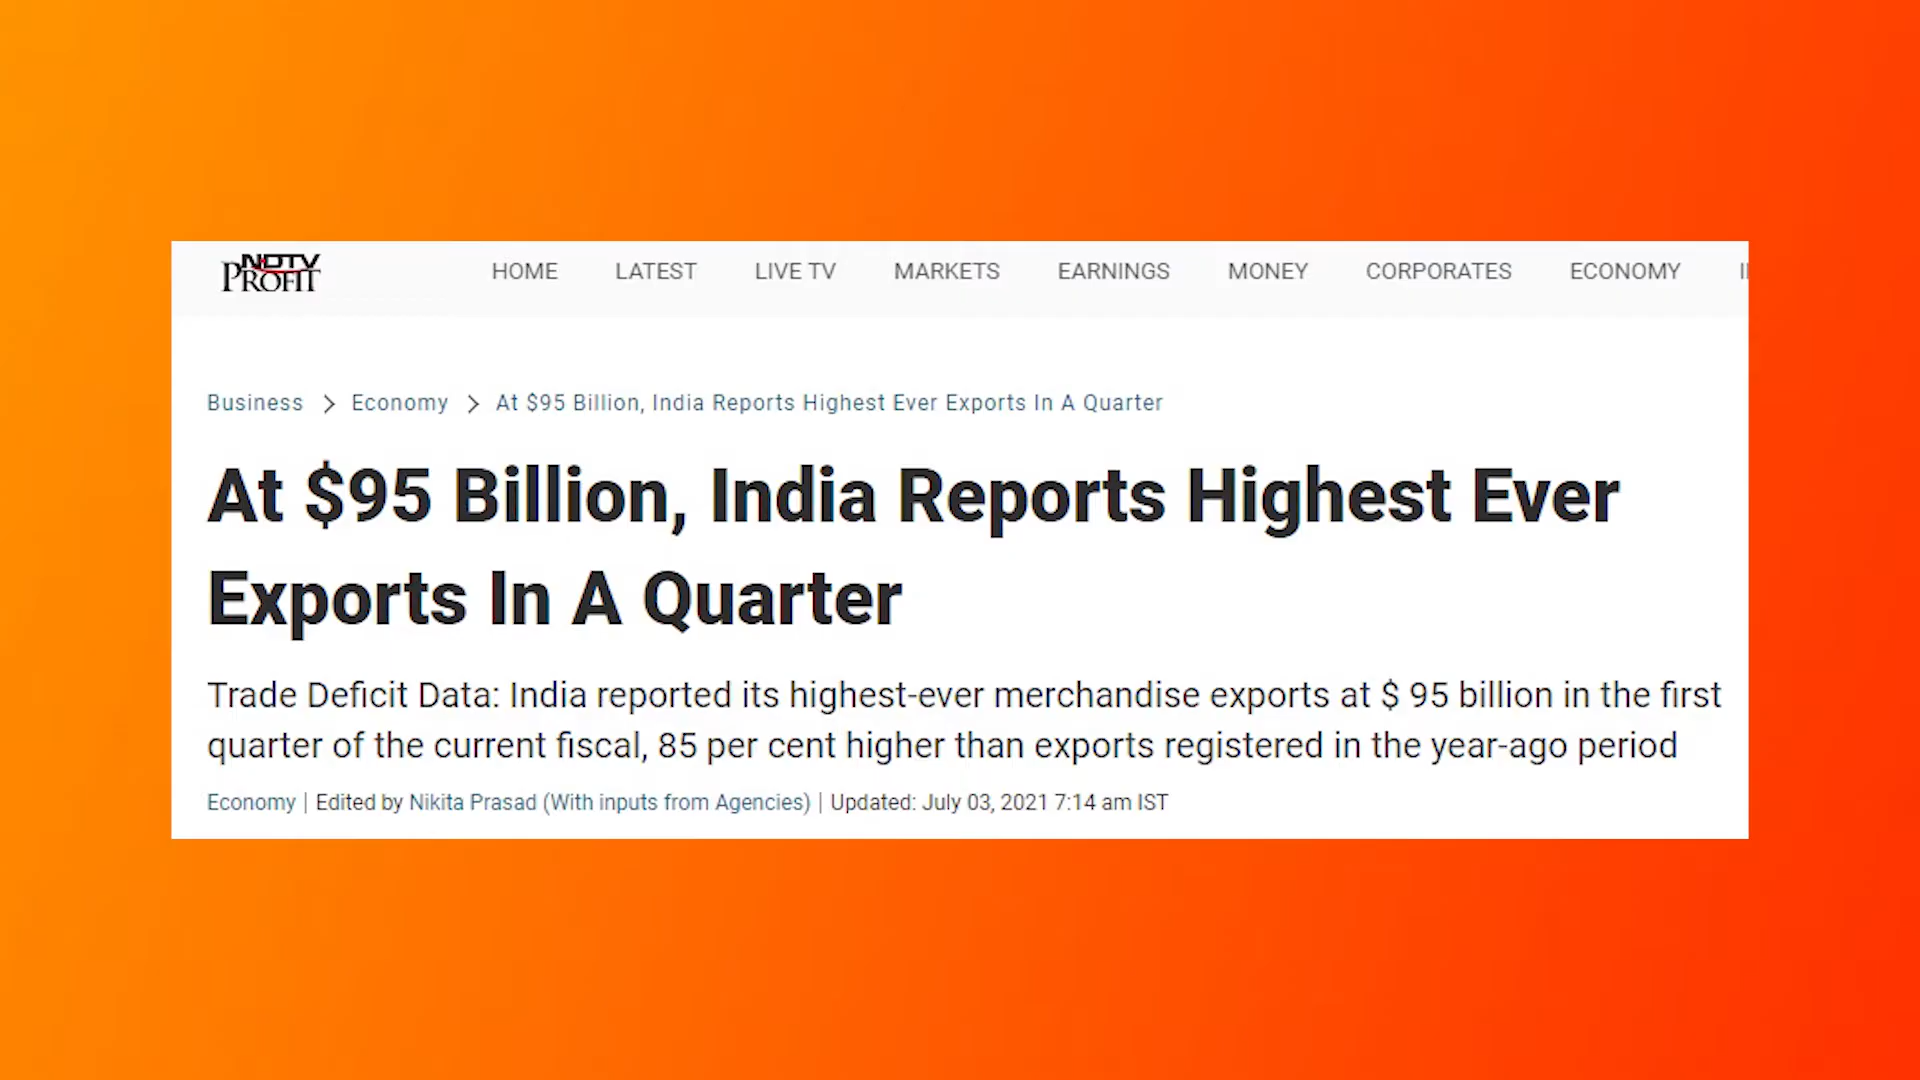 NDTV
PROFIT
HOME LATEST LIVE TV MARKETS EARNINGS MONEY CORPORATES ECONOMY
Business > Economy > At $95 Billion, India Reports Highest Ever Exports In A Quarter
At $95 Billion, India Reports Highest Ever
Exports In A Quarter
Trade Deficit Data: India reported its highest-ever merchandise exports at $ 95 billion in the first
quarter of the current fiscal, 85 per cent higher than exports registered in the year-ago period
Economy | Edited by Nikita Prasad (With inputs from Agencies) | Updated: July 03, 2021 7:14 am IST